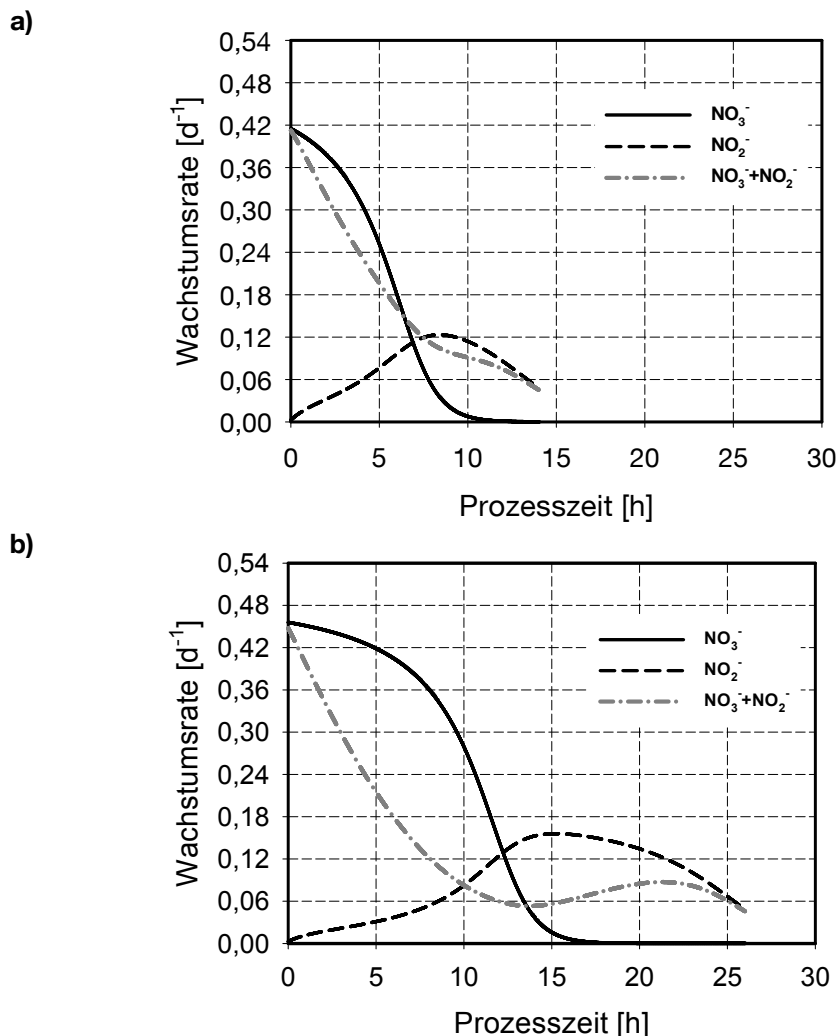 a)
0,54
0,48
0,42
0,36
0,30
0,24
0,18
0,12
0,06
0,00
Wachstumsrate [d⁻¹]
NO₃⁻
NO₂⁻
NO₃⁻+NO₂⁻
0 5 10 15 20 25 30
Prozesszeit [h]
b)
0,54
0,48
0,42
0,36
0,30
0,24
0,18
0,12
0,06
0,00
Wachstumsrate [d⁻¹]
NO₃⁻
NO₂⁻
NO₃⁻+NO₂⁻
0 5 10 15 20 25 30
Prozesszeit [h]